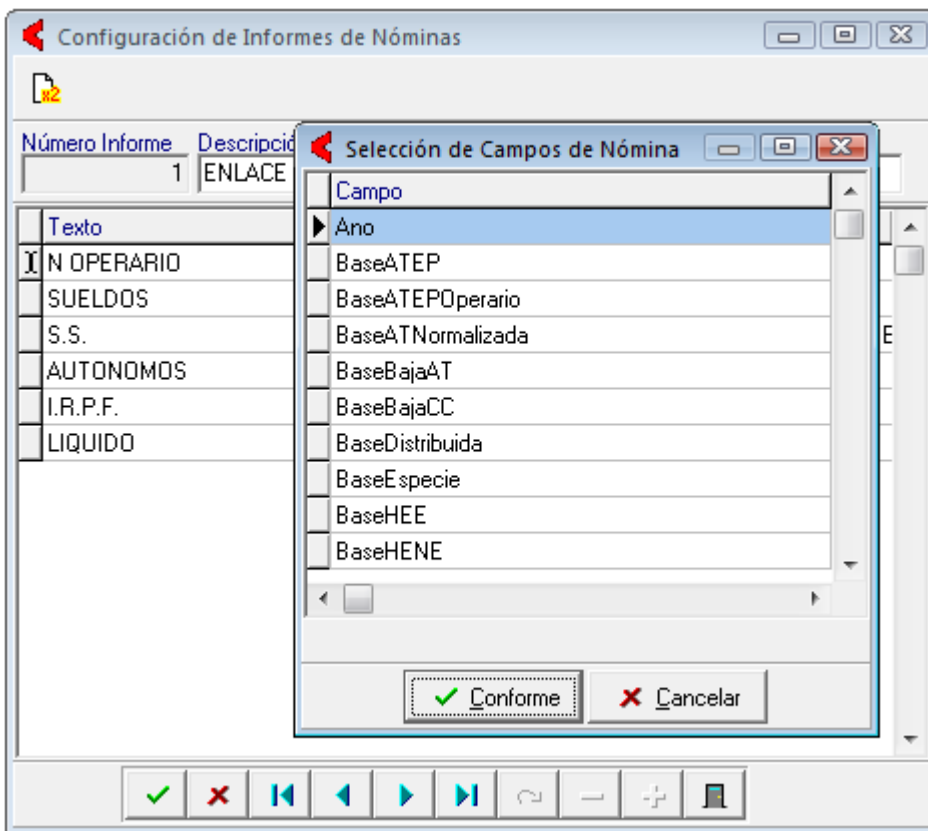 Configuración de Informes de Nóminas
x2
Número Informe Descripció
1 ENLACE
Texto
N OPERARIO
SUELDOS
S.S.
AUTONOMOS
I.R.P.F.
LIQUIDO
E
Selección de Campos de Nómina
Campo
Ano
BaseATEP
BaseATEPOperario
BaseATNormalizada
BaseBajaAT
BaseBajaCC
BaseDistribuida
BaseEspecie
BaseHEE
BaseHENE
Conforme Cancelar